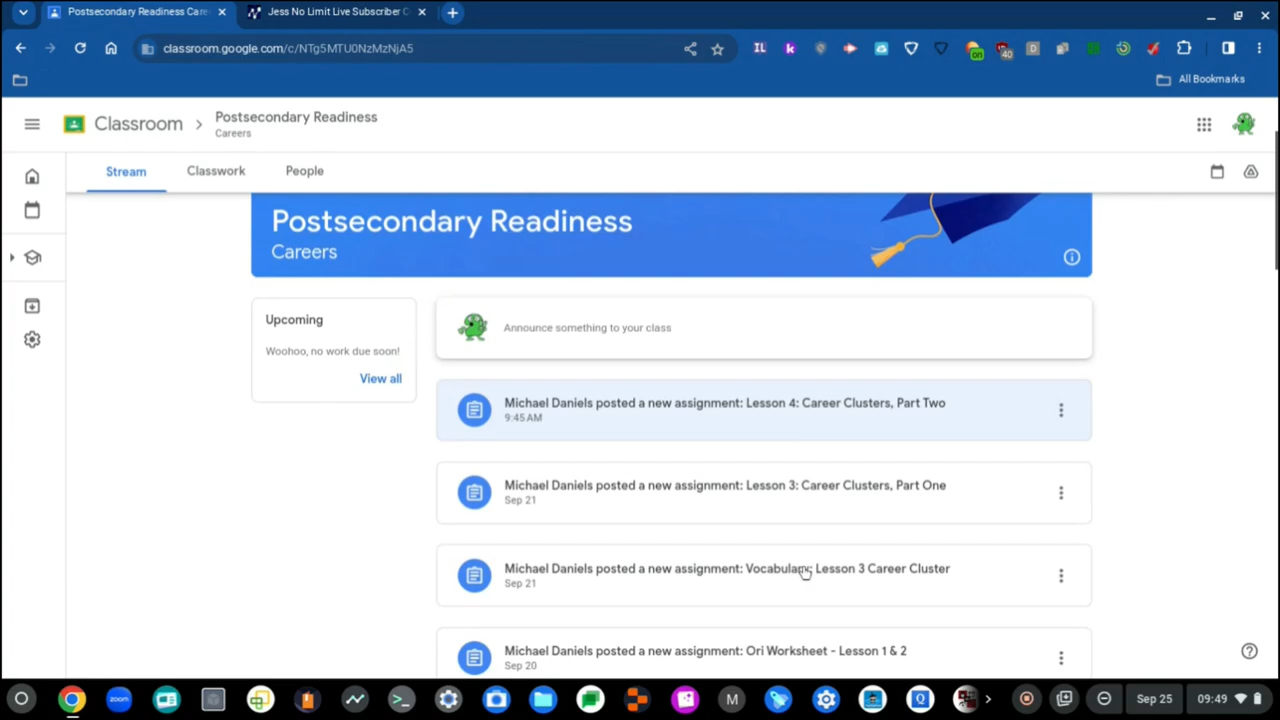 Postsecondary Readiness Care
Jess No Limit Live Subscriber C
classroom.google.com/c/NTg5MTU0NzMzNjA5
IL
k
on
40
D
All Bookmarks
Classroom
Postsecondary Readiness
Careers
Stream
Classwork
People
Postsecondary Readiness
Careers
Upcoming
Woohoo, no work due soon!
View all
Announce something to your class
Michael Daniels posted a new assignment: Lesson 4: Career Clusters, Part Two
9:45 AM
Michael Daniels posted a new assignment: Lesson 3: Career Clusters, Part One
Sep 21
Michael Daniels posted a new assignment: Vocabulary: Lesson 3 Career Cluster
Sep 21
Michael Daniels posted a new assignment: Ori Worksheet - Lesson 1 & 2
Sep 20
zoom
M
Q
Sep 25
09:49